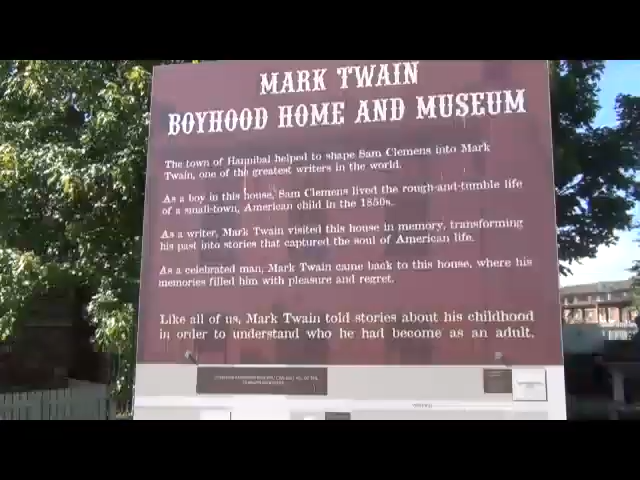 MARK TWAIN
BOYHOOD HOME AND MUSEUM
The town of Hannibal helped to shape Sam Clemens into Mark
Twain, one of the greatest writers in the world.
As a boy in this house, Sam Clemens lived the rough-and-tumble life
of a small-town, American child in the 1850s.
As a writer, Mark Twain visited this house in memory, transforming
his past into stories that captured the soul of American life.
As a celebrated man, Mark Twain came back to this house, where his
memories filled him with pleasure and regret.
Like all of us, Mark Twain told stories about his childhood
in order to understand who he had become as an adult.